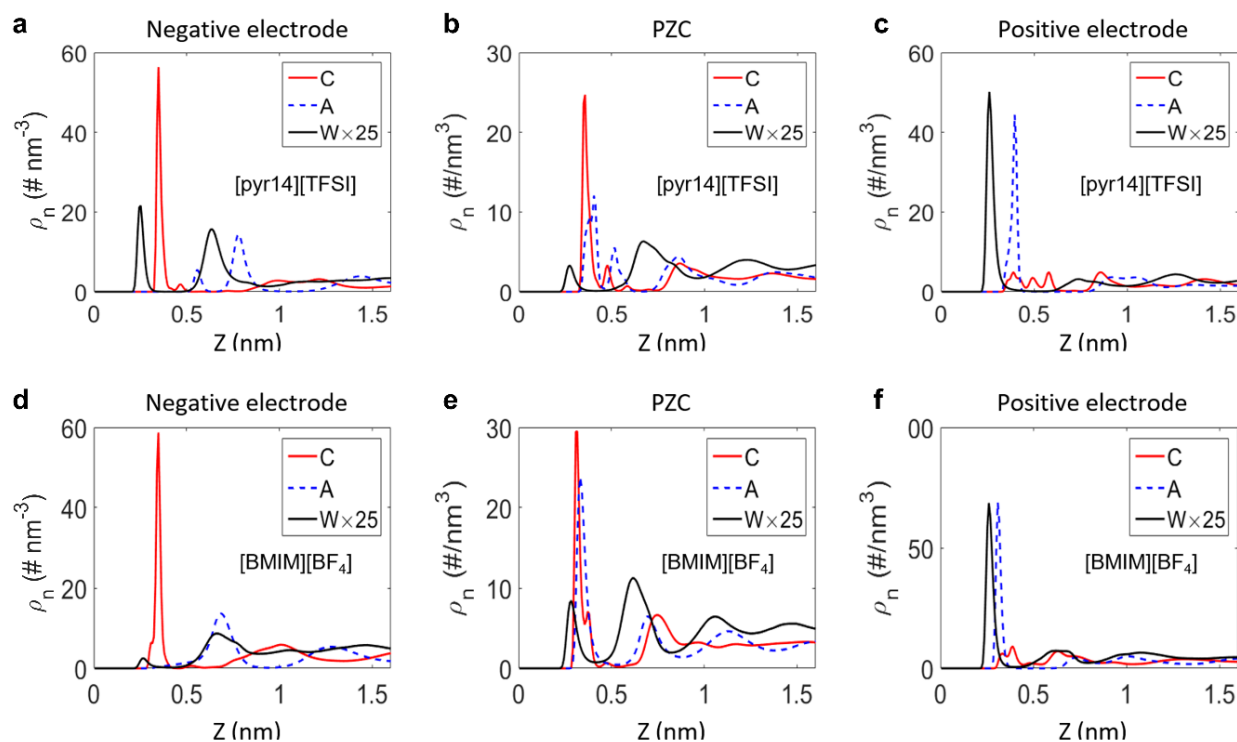 a Negative electrode
60
40
20
0
ρn (# nm-3)
C
A
W×25
[pyr14][TFSI]
0 0.5 1 1.5
Z (nm)
b PZC
30
20
10
0
ρn (#/nm3)
C
A
W×25
[pyr14][TFSI]
0 0.5 1 1.5
Z (nm)
c Positive electrode
60
40
20
0
ρn (#/nm3)
C
A
W×25
[pyr14][TFSI]
0 0.5 1 1.5
Z (nm)
d Negative electrode
60
40
20
0
ρn (# nm-3)
C
A
W×25
[BMIM][BF4]
0 0.5 1 1.5
Z (nm)
e PZC
30
20
10
0
ρn (#/nm3)
C
A
W×25
[BMIM][BF4]
0 0.5 1 1.5
Z (nm)
f Positive electrode
00
50
00
ρn (#/nm3)
C
A
W×25
[BMIM][BF4]
0 0.5 1 1.5
Z (nm)